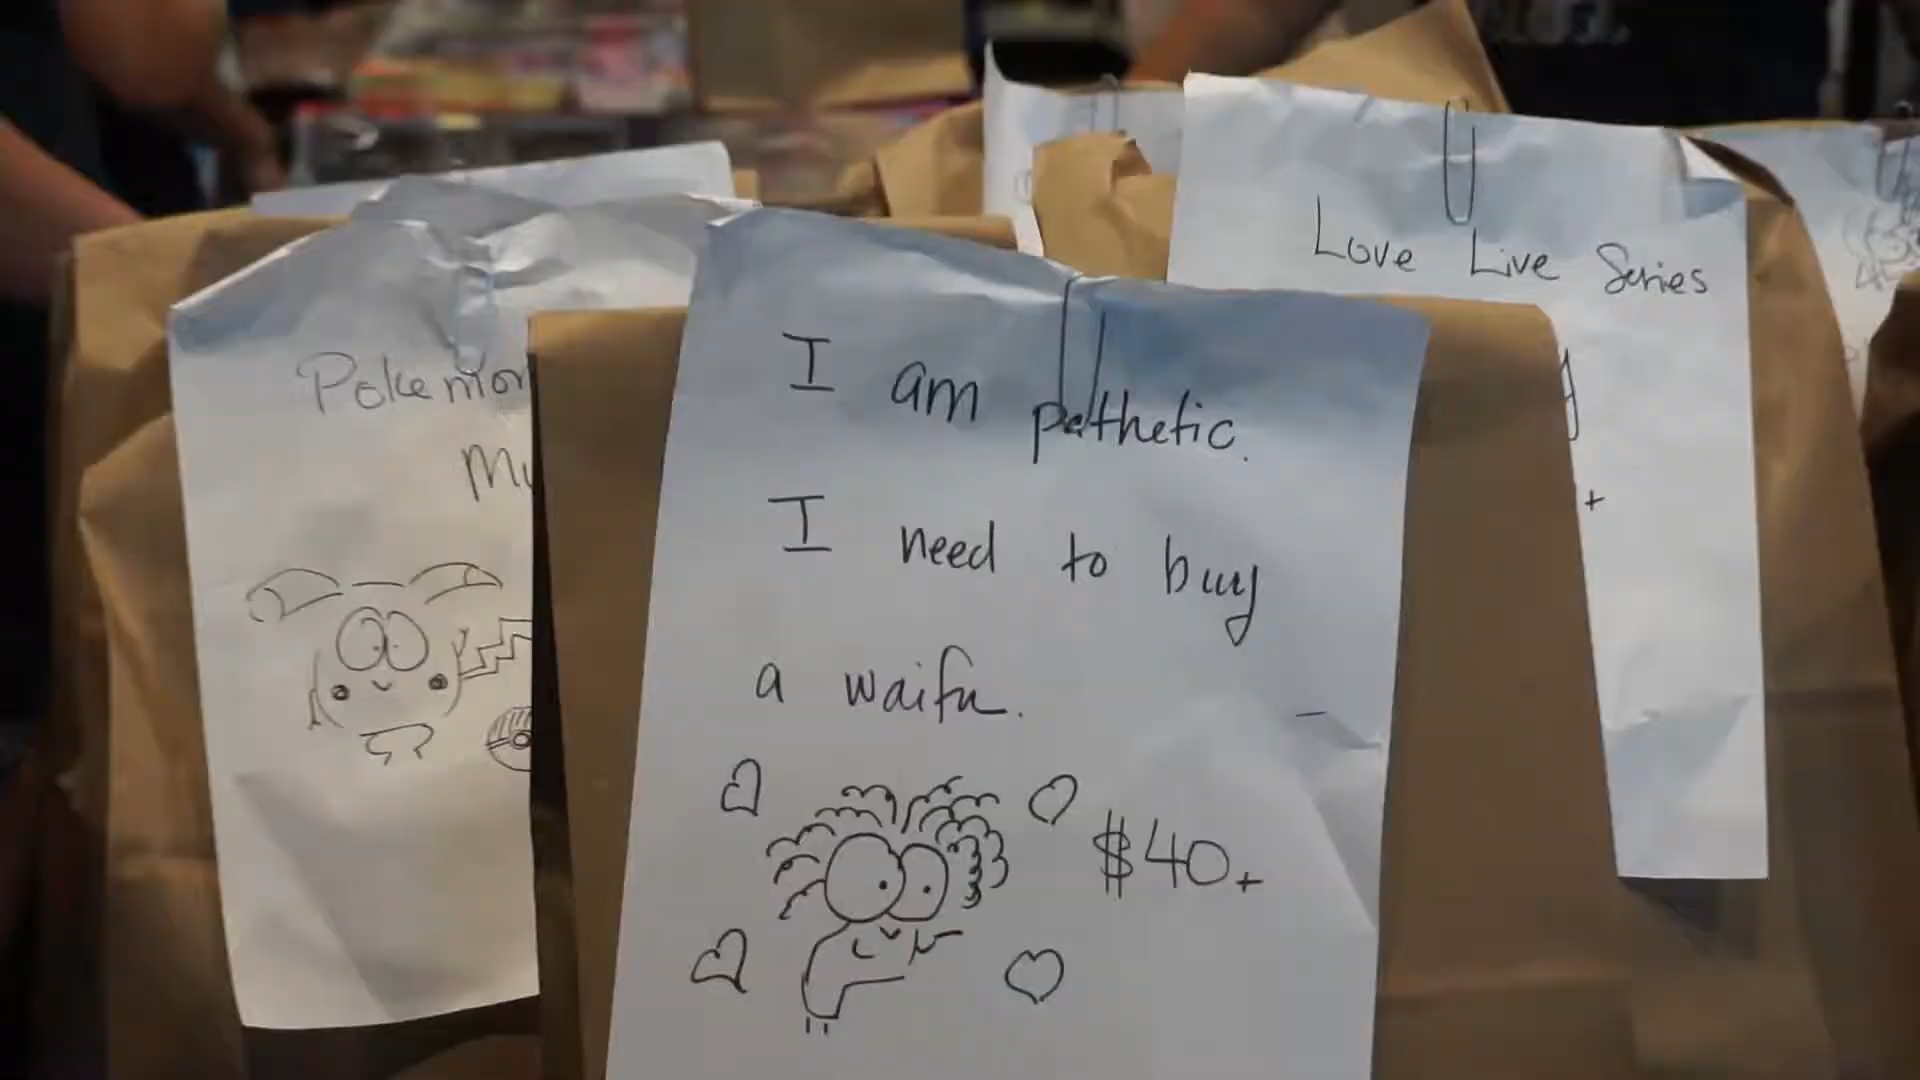 Pokemon
I am pathetic.
I need to buy
a waifu.
$40+
Love Live Series
+